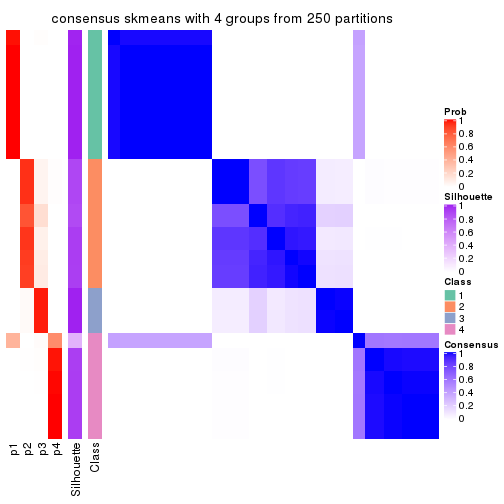 consensus skmeans with 4 groups from 250 partitions
Prob
1
0.8
0.6
0.4
0.2
0
Silhouette
1
0.8
0.6
0.4
0.2
0
Class
1
2
3
4
Consensus
1
0.8
0.6
0.4
0.2
0
p1
p2
p3
p4
Silhouette
Class